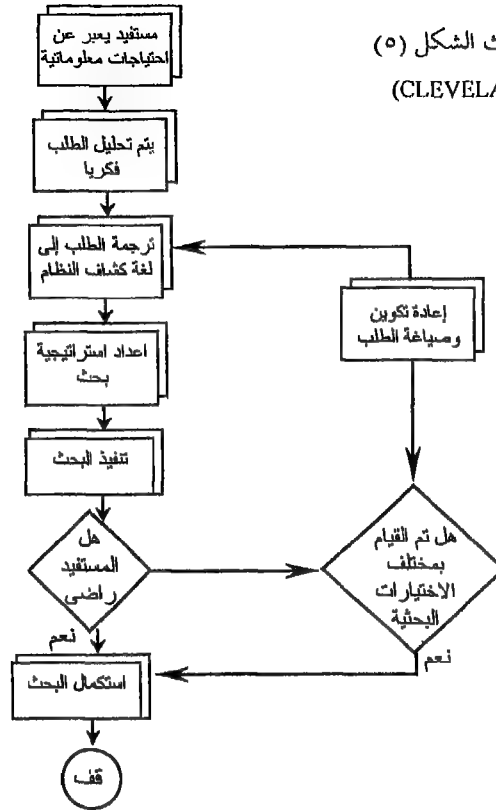 ث الشكل (٥)
(CLEVELA
مستفيد يعبر عن
احتياجات معلوماتية
يتم تحليل الطلب
فكريا
ترجمة الطلب إلى
لغة كشاف النظام
إعادة تكوين
وصياغة الطلب
اعداد استراتيجية
بحث
تنفيذ البحث
هل
المستفيد
راضى
هل تم القيام
بمختلف
الاختيارات
البحثية
نعم
نعم
استكمال البحث
قف